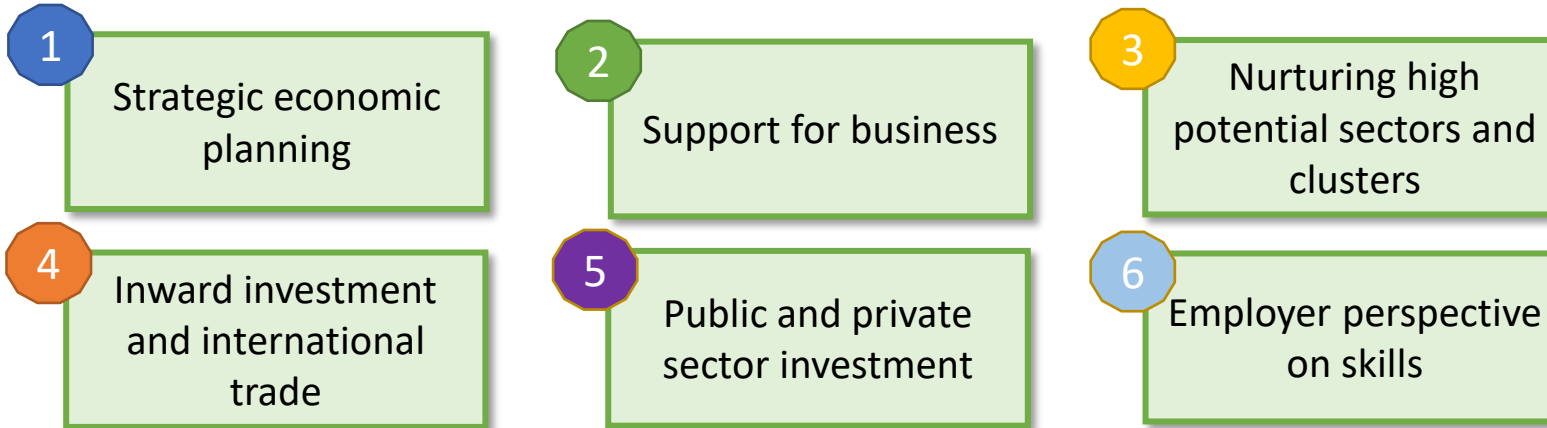 1
Strategic economic
planning
2
Support for business
3
Nurturing high
potential sectors and
clusters
4
Inward investment
and international
trade
5
Public and private
sector investment
6
Employer perspective
on skills